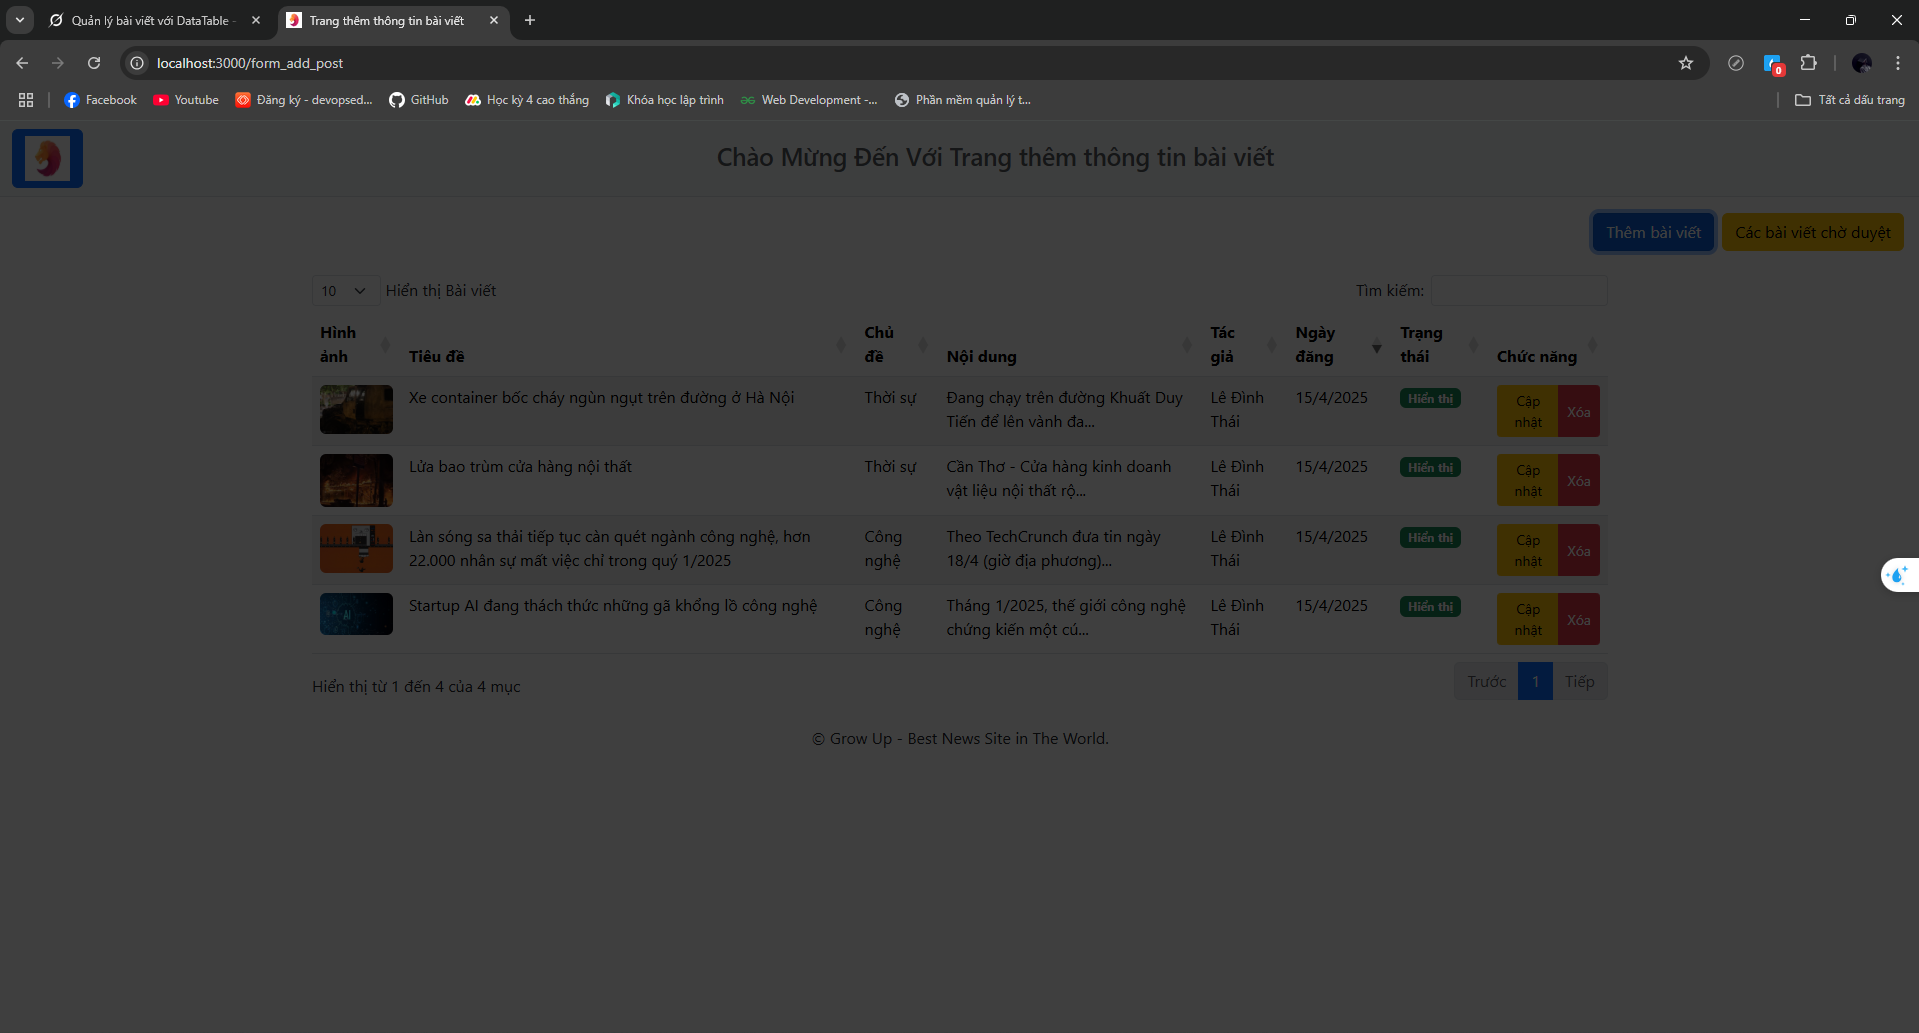 Quản lý bài viết với DataTable -
Trang thêm thông tin bài viết
localhost:3000/form_add_post
0
Facebook
Youtube
Đăng ký - devopsed...
GitHub
Học kỳ 4 cao thắng
Khóa học lập trình
Web Development -...
Phần mềm quản lý t...
Tất cả dấu trang
Chào Mừng Đến Với Trang thêm thông tin bài viết
Thêm bài viết
Các bài viết chờ duyệt
10 Hiển thị Bài viết
Tìm kiếm:
Hình
ảnh
Tiêu đề
Chủ
đề
Nội dung
Tác
giả
Ngày
đăng
Trạng
thái
Chức năng
Xe container bốc cháy ngùn ngụt trên đường ở Hà Nội
Thời sự
Đang chạy trên đường Khuất Duy
Tiến để lên vành đa...
Lê Đình
Thái
15/4/2025
Hiển thị
Cập
nhật
Xóa
Lửa bao trùm cửa hàng nội thất
Thời sự
Cần Thơ - Cửa hàng kinh doanh
vật liệu nội thất rộ...
Lê Đình
Thái
15/4/2025
Hiển thị
Cập
nhật
Xóa
Làn sóng sa thải tiếp tục càn quét ngành công nghệ, hơn
22.000 nhân sự mất việc chỉ trong quý 1/2025
Công
nghệ
Theo TechCrunch đưa tin ngày
18/4 (giờ địa phương)...
Lê Đình
Thái
15/4/2025
Hiển thị
Cập
nhật
Xóa
AI
Startup AI đang thách thức những gã khổng lồ công nghệ
Công
nghệ
Tháng 1/2025, thế giới công nghệ
chứng kiến một cú...
Lê Đình
Thái
15/4/2025
Hiển thị
Cập
nhật
Xóa
Hiển thị từ 1 đến 4 của 4 mục
Trước
1
Tiếp
© Grow Up - Best News Site in The World.